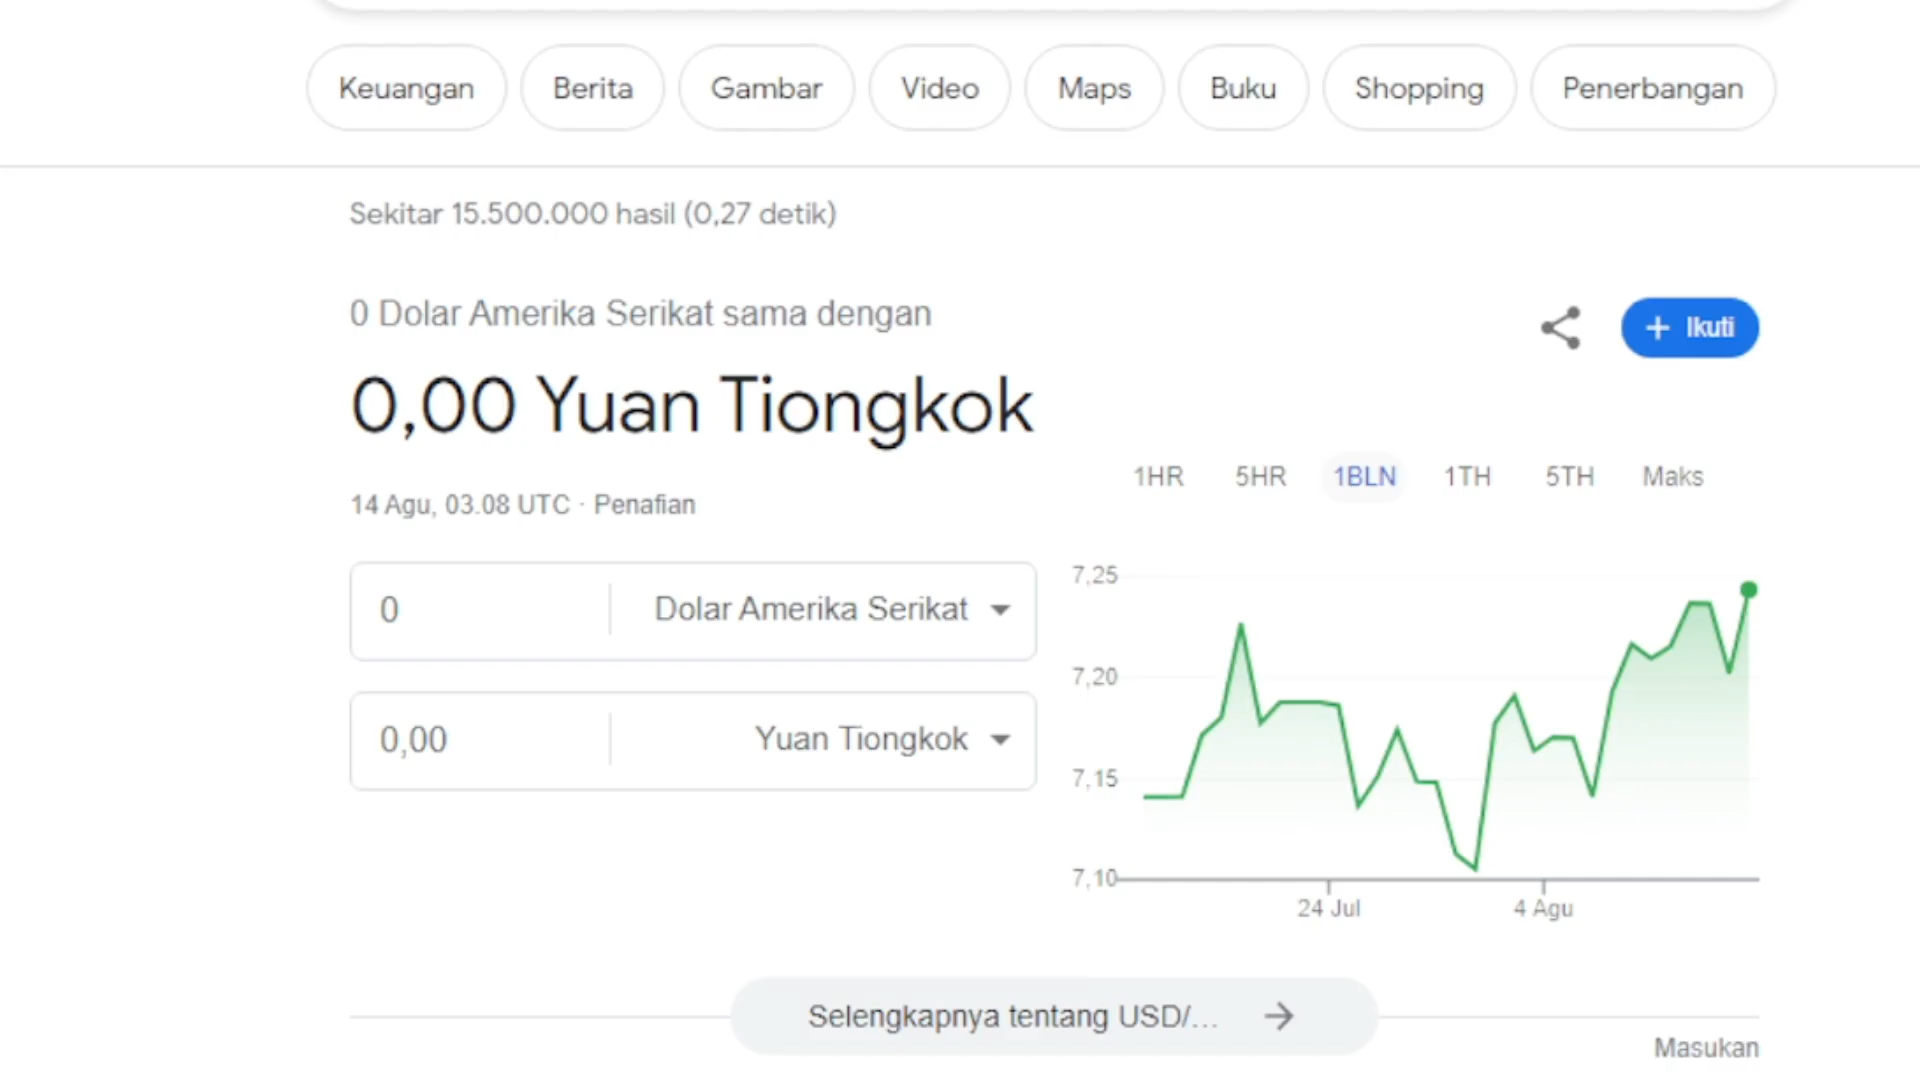 Keuangan Berita Gambar Video Maps Buku Shopping Penerbangan
Sekitar 15.500.000 hasil (0,27 detik)
0 Dolar Amerika Serikat sama dengan
+ Ikuti
0,00 Yuan Tiongkok
1HR 5HR 1BLN 1TH 5TH Maks
14 Agu, 03.08 UTC · Penafian
0 Dolar Amerika Serikat
0,00 Yuan Tiongkok
7,25
7,20
7,15
7,10
24 Jul 4 Agu
Selengkapnya tentang USD/...
Masukan